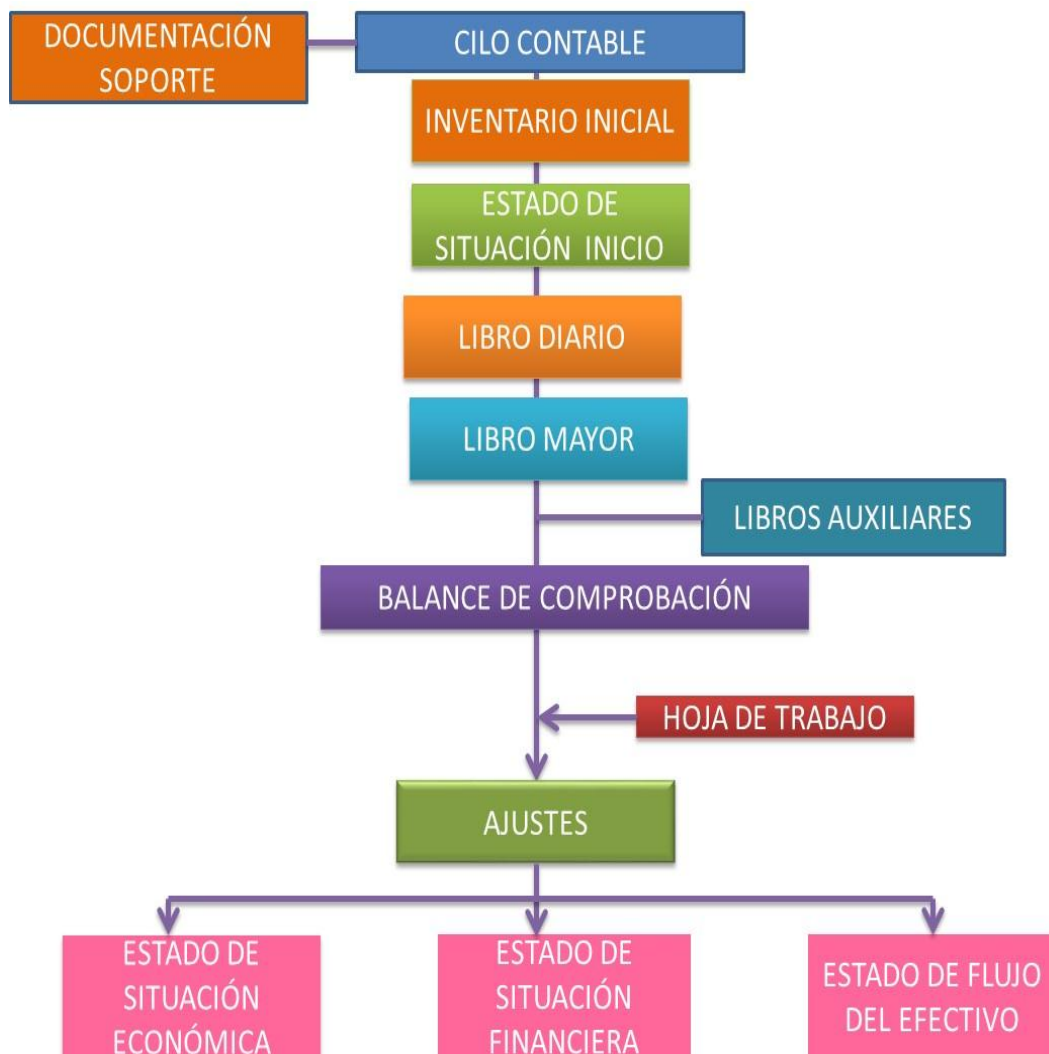 DOCUMENTACIÓN
SOPORTE
CILO CONTABLE
INVENTARIO INICIAL
ESTADO DE
SITUACIÓN INICIO
LIBRO DIARIO
LIBRO MAYOR
LIBROS AUXILIARES
BALANCE DE COMPROBACIÓN
HOJA DE TRABAJO
AJUSTES
ESTADO DE
SITUACIÓN
ECONÓMICA
ESTADO DE
SITUACIÓN
FINANCIERA
ESTADO DE FLUJO
DEL EFECTIVO